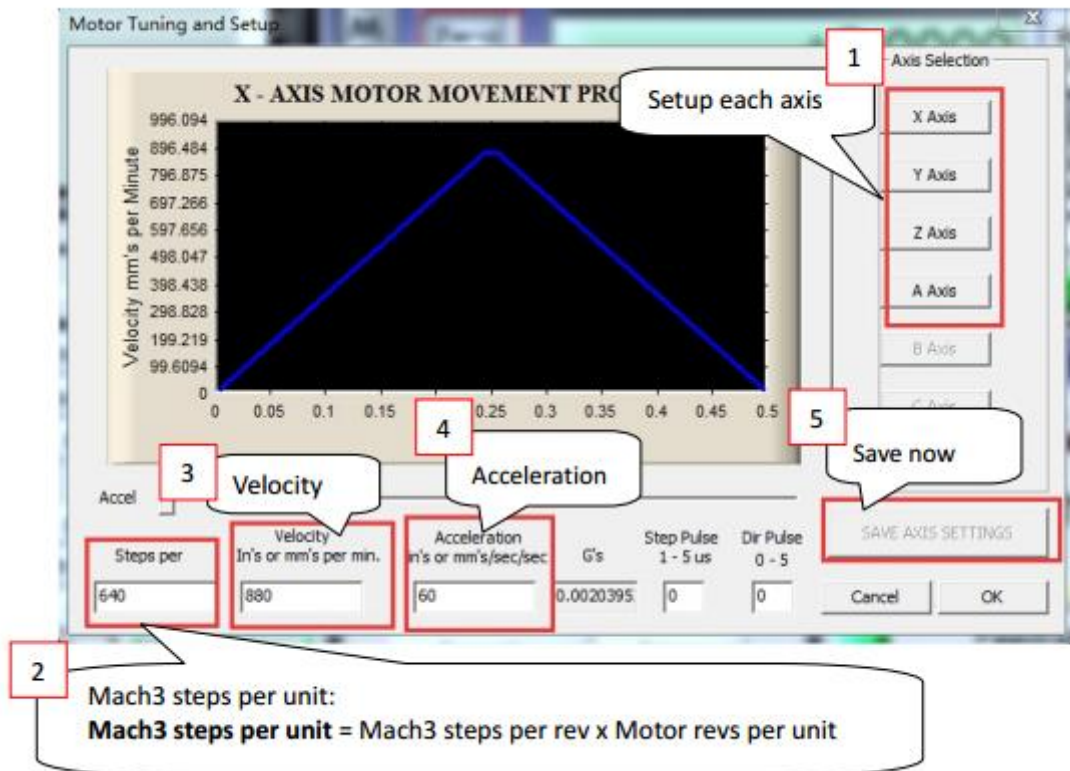 Motor Tuning and Setup
1
Axis Selection
X - AXIS MOTOR MOVEMENT
Setup each axis
Velocity mm's per Minute
996.094
896.484
796.875
697.266
597.656
498.047
398.438
298.828
199.219
99.6094
0
0 0.05 0.1 0.15 0.25 0.3 0.35 0.4 0.45 0.5
X Axis
Y Axis
Z Axis
A Axis
B Axis
5
Save now
3
Velocity
4
Acceleration
Accel
Steps per
640
Velocity
In's or mm's per min.
880
Acceleration
in's or mm's/sec/sec
60
G's
0.0020395
Step Pulse
1 - 5 us
0
Dir Pulse
0 - 5
0
SAVE AXIS SETTINGS
Cancel
OK
2
Mach3 steps per unit:
Mach3 steps per unit = Mach3 steps per rev x Motor revs per unit